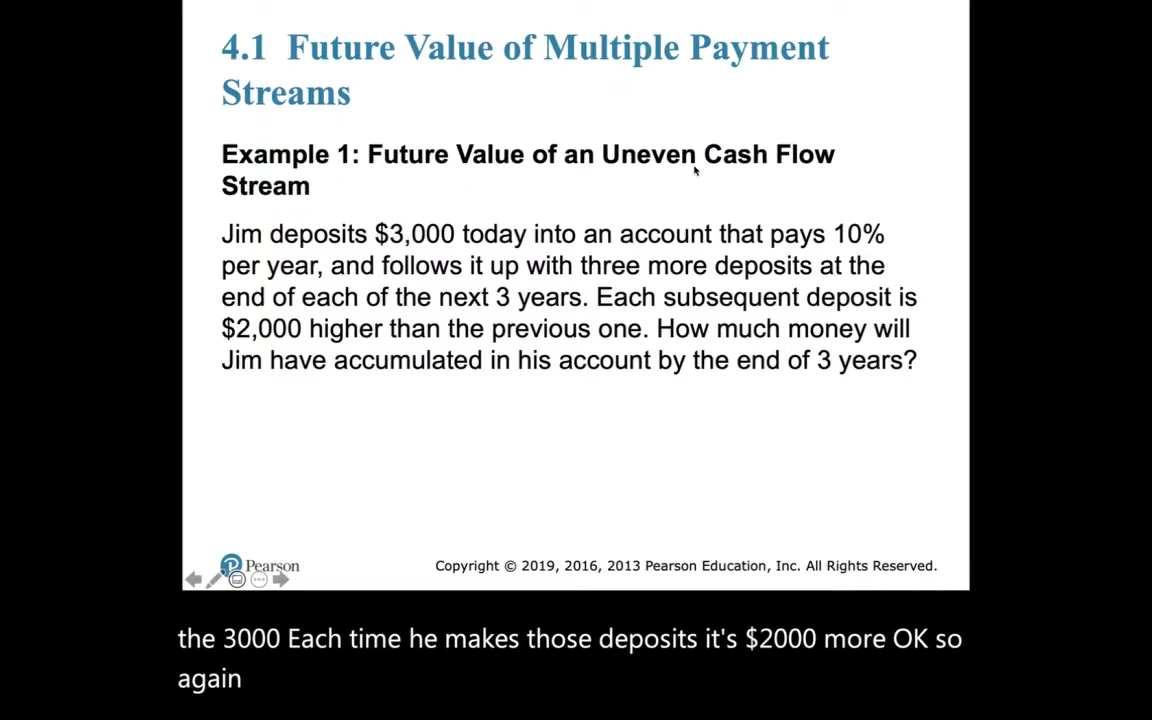 4.1 Future Value of Multiple Payment
Streams
Example 1: Future Value of an Uneven Cash Flow
Stream
Jim deposits $3,000 today into an account that pays 10%
per year, and follows it up with three more deposits at the
end of each of the next 3 years. Each subsequent deposit is
$2,000 higher than the previous one. How much money will
Jim have accumulated in his account by the end of 3 years?
Pearson
Copyright © 2019, 2016, 2013 Pearson Education, Inc. All Rights Reserved.
the 3000 Each time he makes those deposits it's $2000 more OK so
again